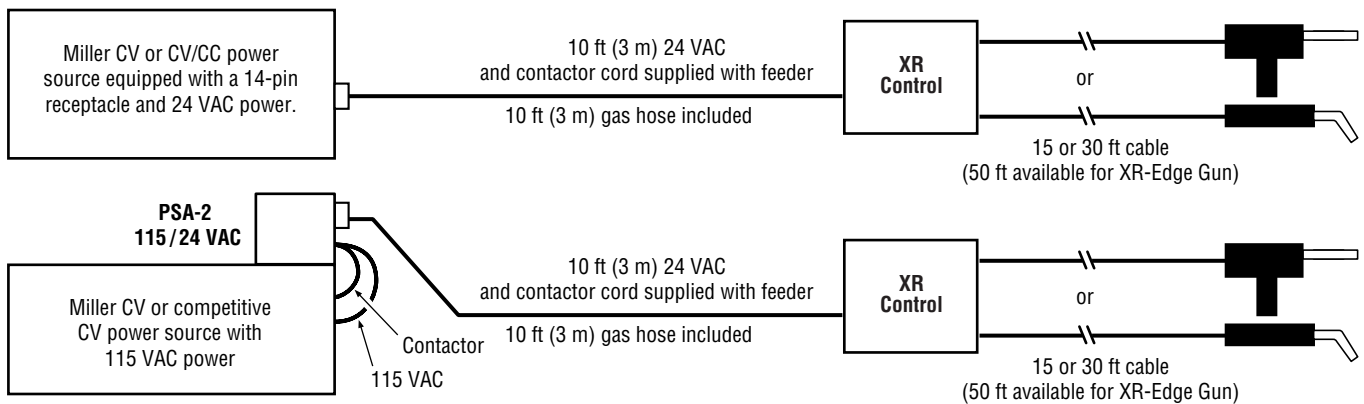 Miller CV or CV/CC power
source equipped with a 14-pin
receptacle and 24 VAC power.
10 ft (3 m) 24 VAC
and contactor cord supplied with feeder
10 ft (3 m) gas hose included
XR
Control
or
15 or 30 ft cable
(50 ft available for XR-Edge Gun)
PSA-2
115/24 VAC
Miller CV or competitive
CV power source with
115 VAC power
Contactor
115 VAC
10 ft (3 m) 24 VAC
and contactor cord supplied with feeder
10 ft (3 m) gas hose included
XR
Control
or
15 or 30 ft cable
(50 ft available for XR-Edge Gun)